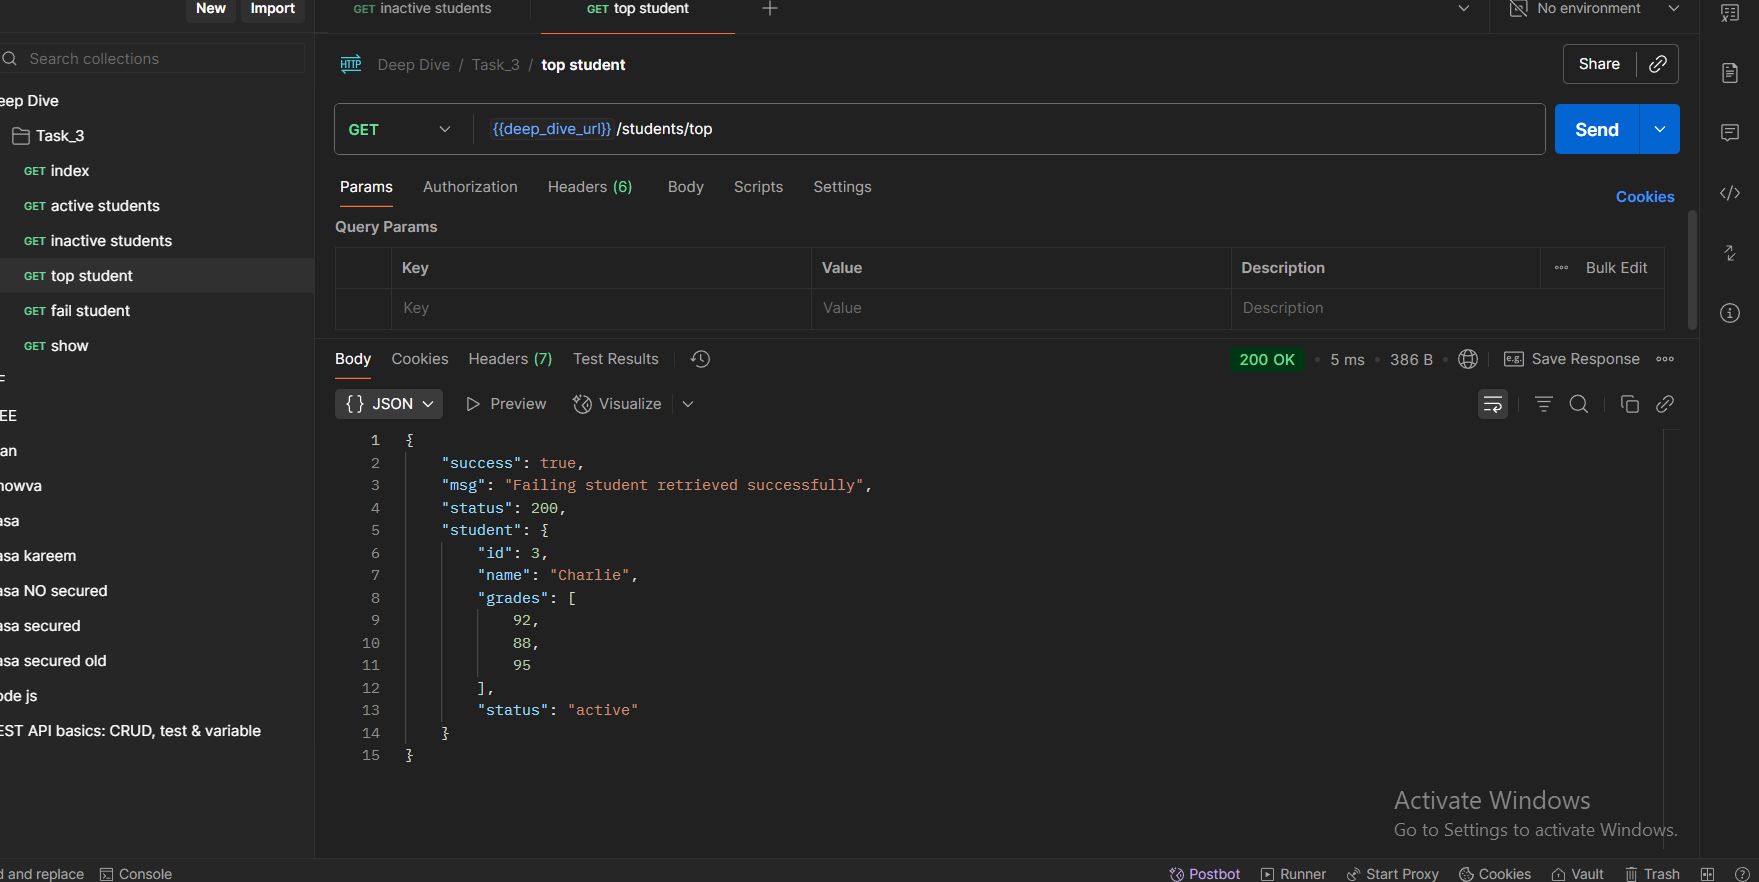 New Import
GET inactive students GET top student No environment
Search collections
Deep Dive / Task_3 / top student Share
eep Dive
Task_3
GET index
GET active students
GET inactive students
GET top student
GET fail student
GET show
EE
an
nowva
asa
asa kareem
asa NO secured
asa secured
asa secured old
ode js
EST API basics: CRUD, test & variable
GET {{deep_dive_url}} /students/top Send
Params Authorization Headers (6) Body Scripts Settings Cookies
Query Params
Key Value Description Bulk Edit
Key Value Description
Body Cookies Headers (7) Test Results 200 OK 5 ms 386 B e.g. Save Response
{} JSON Preview Visualize
1 {
2 "success": true,
3 "msg": "Failing student retrieved successfully",
4 "status": 200,
5 "student": {
6 "id": 3,
7 "name": "Charlie",
8 "grades": [
9 92,
10 88,
11 95
12 ],
13 "status": "active"
14 }
15 }
Activate Windows
Go to Settings to activate Windows.
d and replace Console Postbot Runner Start Proxy Cookies Vault Trash